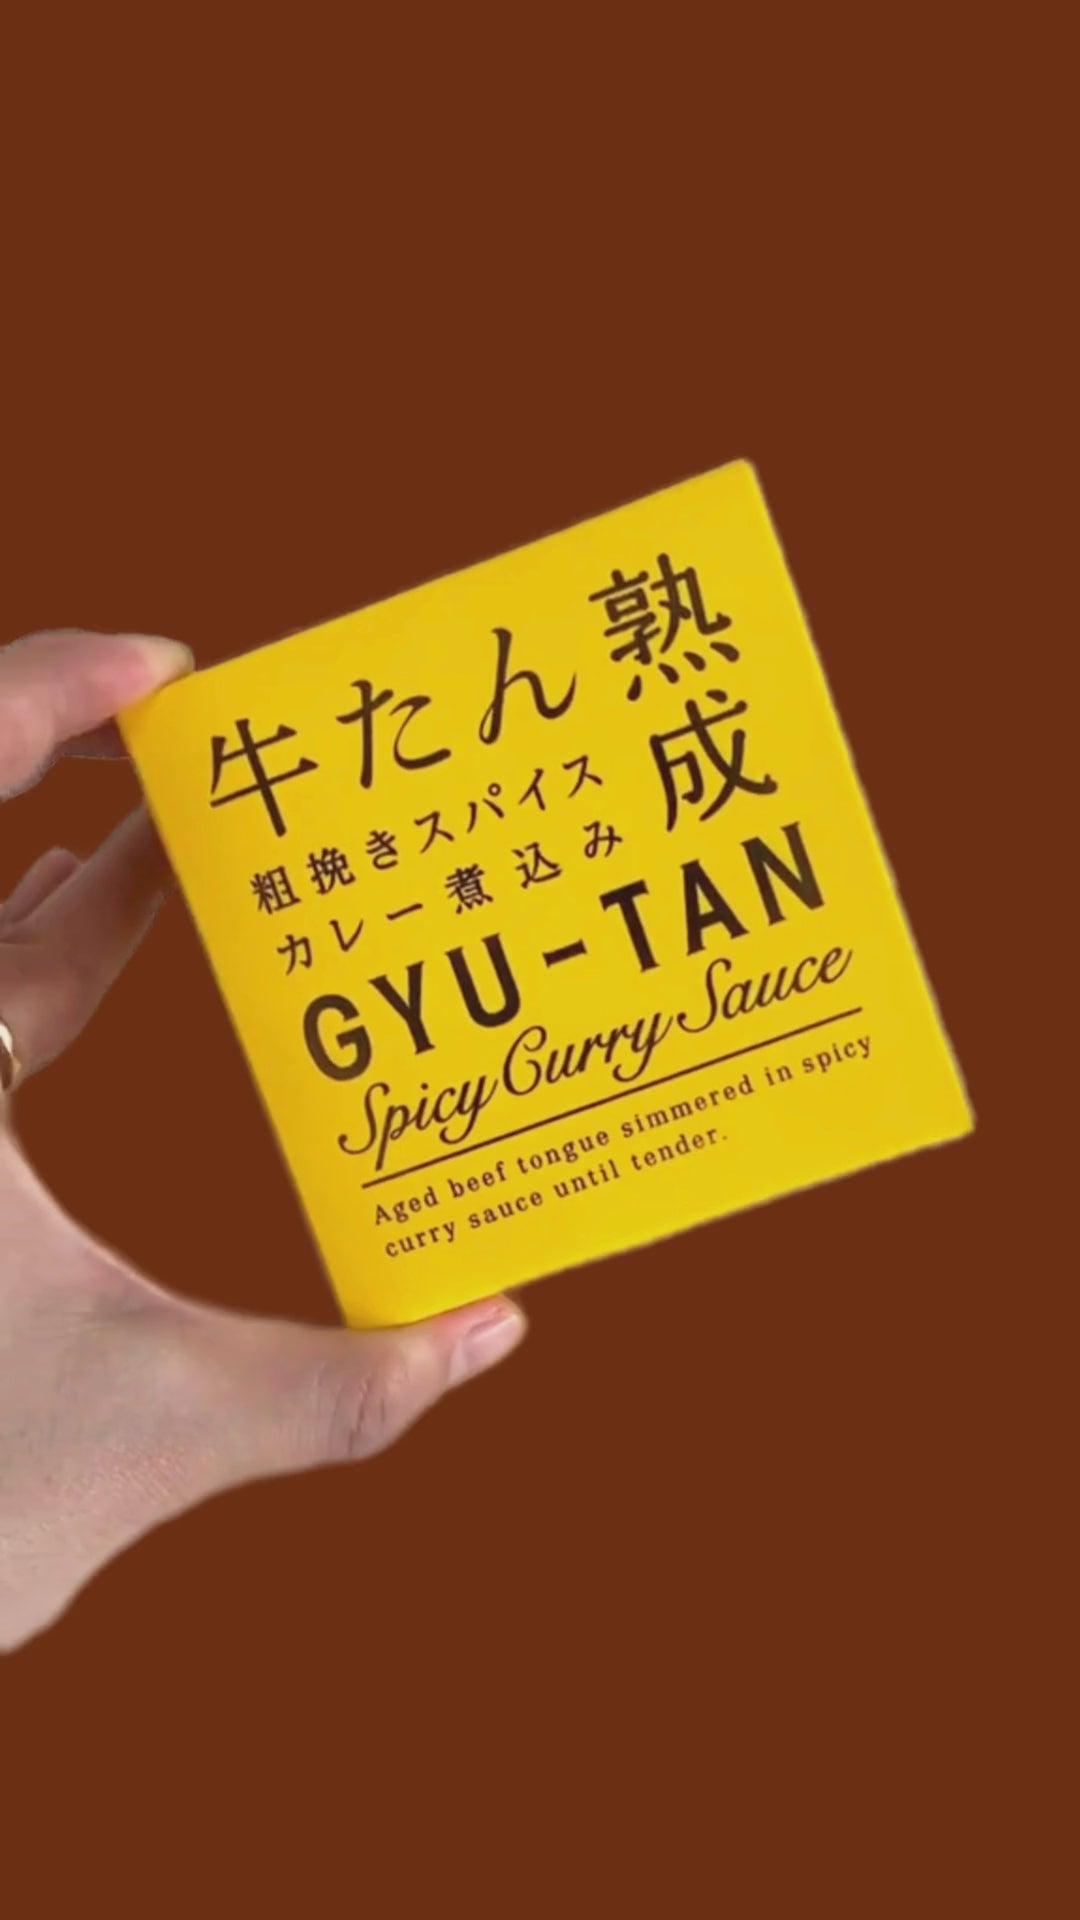 熟成
牛たん
粗挽きスパイス
カレー煮込み
GYU-TAN
Spicy Curry Sauce
Aged beef tongue simmered in spicy
curry sauce until tender.